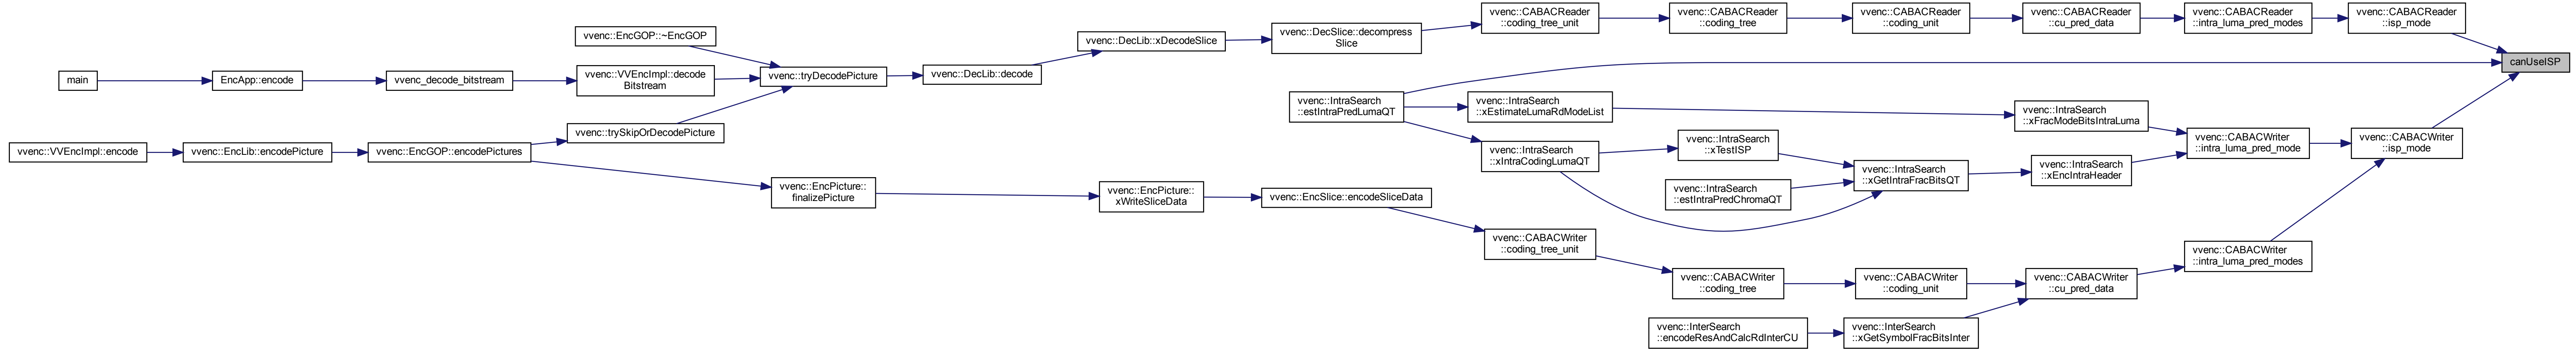 main
EncApp::encode
vvenc_decode_bitstream
vvenc::EncGOP::~EncGOP
vvenc::VVEncImpl::decode
Bitstream
vvenc::trySkipOrDecodePicture
vvenc::tryDecodePicture
vvenc::VVEncImpl::encode
vvenc::EncLib::encodePicture
vvenc::EncGOP::encodePictures
vvenc::EncPicture::
finalizePicture
vvenc::DecLib::decode
vvenc::DecLib::xDecodeSlice
vvenc::DecSlice::decompress
Slice
vvenc::CABACReader
::coding_tree_unit
vvenc::CABACReader
::coding_tree
vvenc::CABACReader
::coding_unit
vvenc::CABACReader
::cu_pred_data
vvenc::CABACReader
::intra_luma_pred_modes
vvenc::CABACReader
::isp_mode
canUseISP
vvenc::IntraSearch
::estIntraPredLumaQT
vvenc::IntraSearch
::xEstimateLumaRdModeList
vvenc::IntraSearch
::xFracModeBitsIntraLuma
vvenc::IntraSearch
::xIntraCodingLumaQT
vvenc::IntraSearch
::xTestISP
vvenc::IntraSearch
::estIntraPredChromaQT
vvenc::IntraSearch
::xGetIntraFracBitsQT
vvenc::IntraSearch
::xEncIntraHeader
vvenc::CABACWriter
::intra_luma_pred_mode
vvenc::CABACWriter
::isp_mode
vvenc::EncPicture::
xWriteSliceData
vvenc::EncSlice::encodeSliceData
vvenc::CABACWriter
::coding_tree_unit
vvenc::CABACWriter
::coding_tree
vvenc::CABACWriter
::coding_unit
vvenc::CABACWriter
::cu_pred_data
vvenc::CABACWriter
::intra_luma_pred_modes
vvenc::InterSearch
::encodeResAndCalcRdInterCU
vvenc::InterSearch
::xGetSymbolFracBitsInter